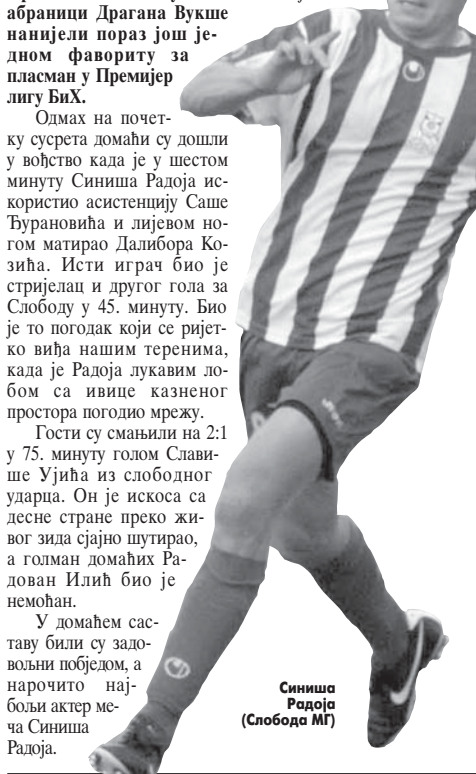 абраници Драгана Вукше
нанијели пораз још је-
дном фавориту за
пласман у Премијер
лигу БиХ.
Одмах на почет-
ку сусрета домаћи су дошли
у вођство када је у шестом
минуту Синиша Радоја ис-
користио асистенцију Саше
Ђурановића и лијевом но-
гом матирао Далибора Ко-
зића. Исти играч био је
стријелац и другог гола за
Слободу у 45. минуту. Био
је то погодак који се ријет-
ко виђа нашим теренима,
када је Радоја лукавим ло-
бом са ивице казненог
простора погодио мрежу.
Гости су смањили на 2:1
у 75. минуту голом Слави-
ше Ујића из слободног
ударца. Он је искоса са
десне стране преко жи-
вог зида сјајно шутирао,
а голман домаћих Ра-
дован Илић био је
немоћан.
У домаћем сас-
таву били су задо-
вољни побједом, а
нарочито нај-
бољи актер ме-
ча Синиша
Радоја.
Синиша
Радоја
(Слобода МГ)